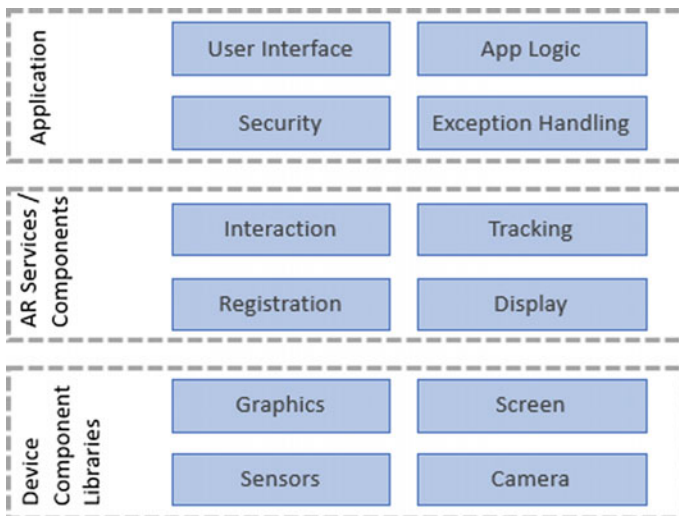 Application
User Interface
App Logic
Security
Exception Handling
AR Services /
Components
Interaction
Tracking
Registration
Display
Device
Component
Libraries
Graphics
Screen
Sensors
Camera